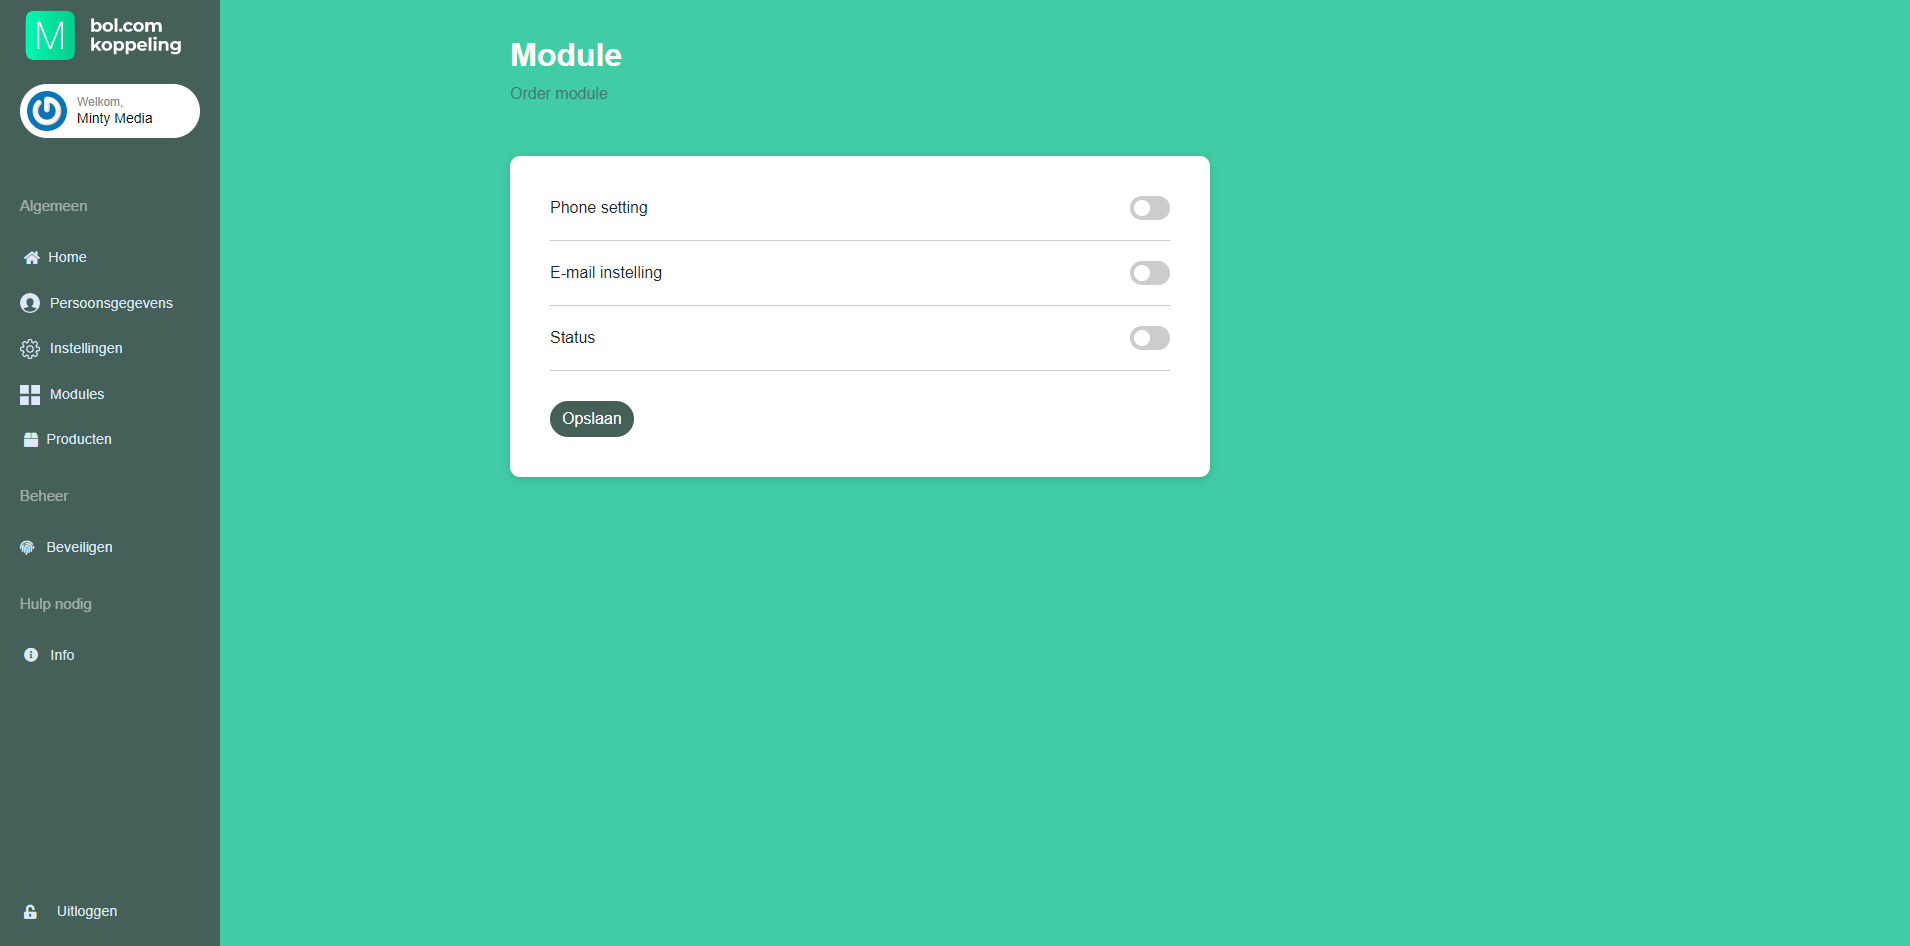 M
bol.com
koppeling
Welkom,
Minty Media
Algemeen
Home
Persoonsgegevens
Instellingen
Modules
Producten
Beheer
Beveiligen
Hulp nodig
Info
Uitloggen
Module
Order module
Phone setting
E-mail instelling
Status
Opslaan